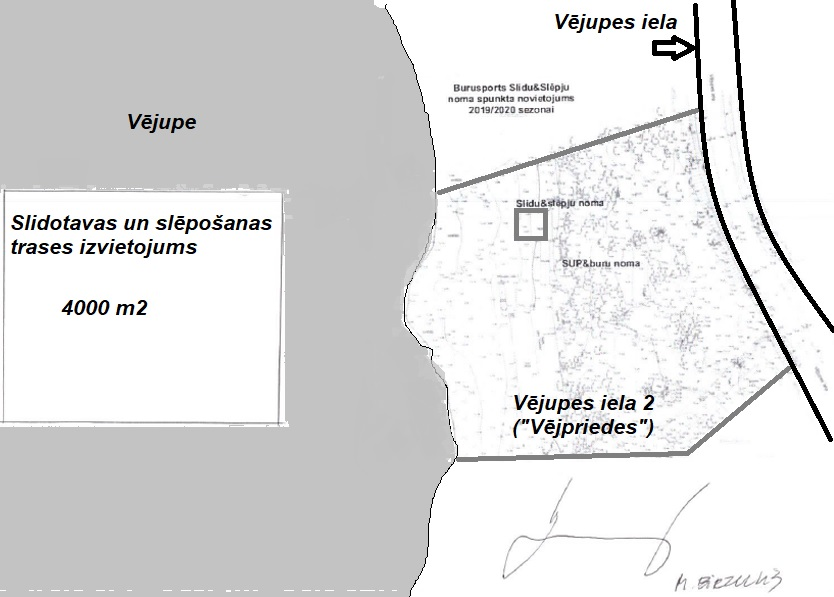 Vējupes iela
Burusports Slidu&Slēpju
noma spunkta novietojums
2019/2020 sezonai
Vējupe
Slidotavas un slēpošanas
trases izvietojums
4000 m2
Slidu&slēpju noma
SUP&buru noma
Vējupes iela 2
("Vējpriedes")